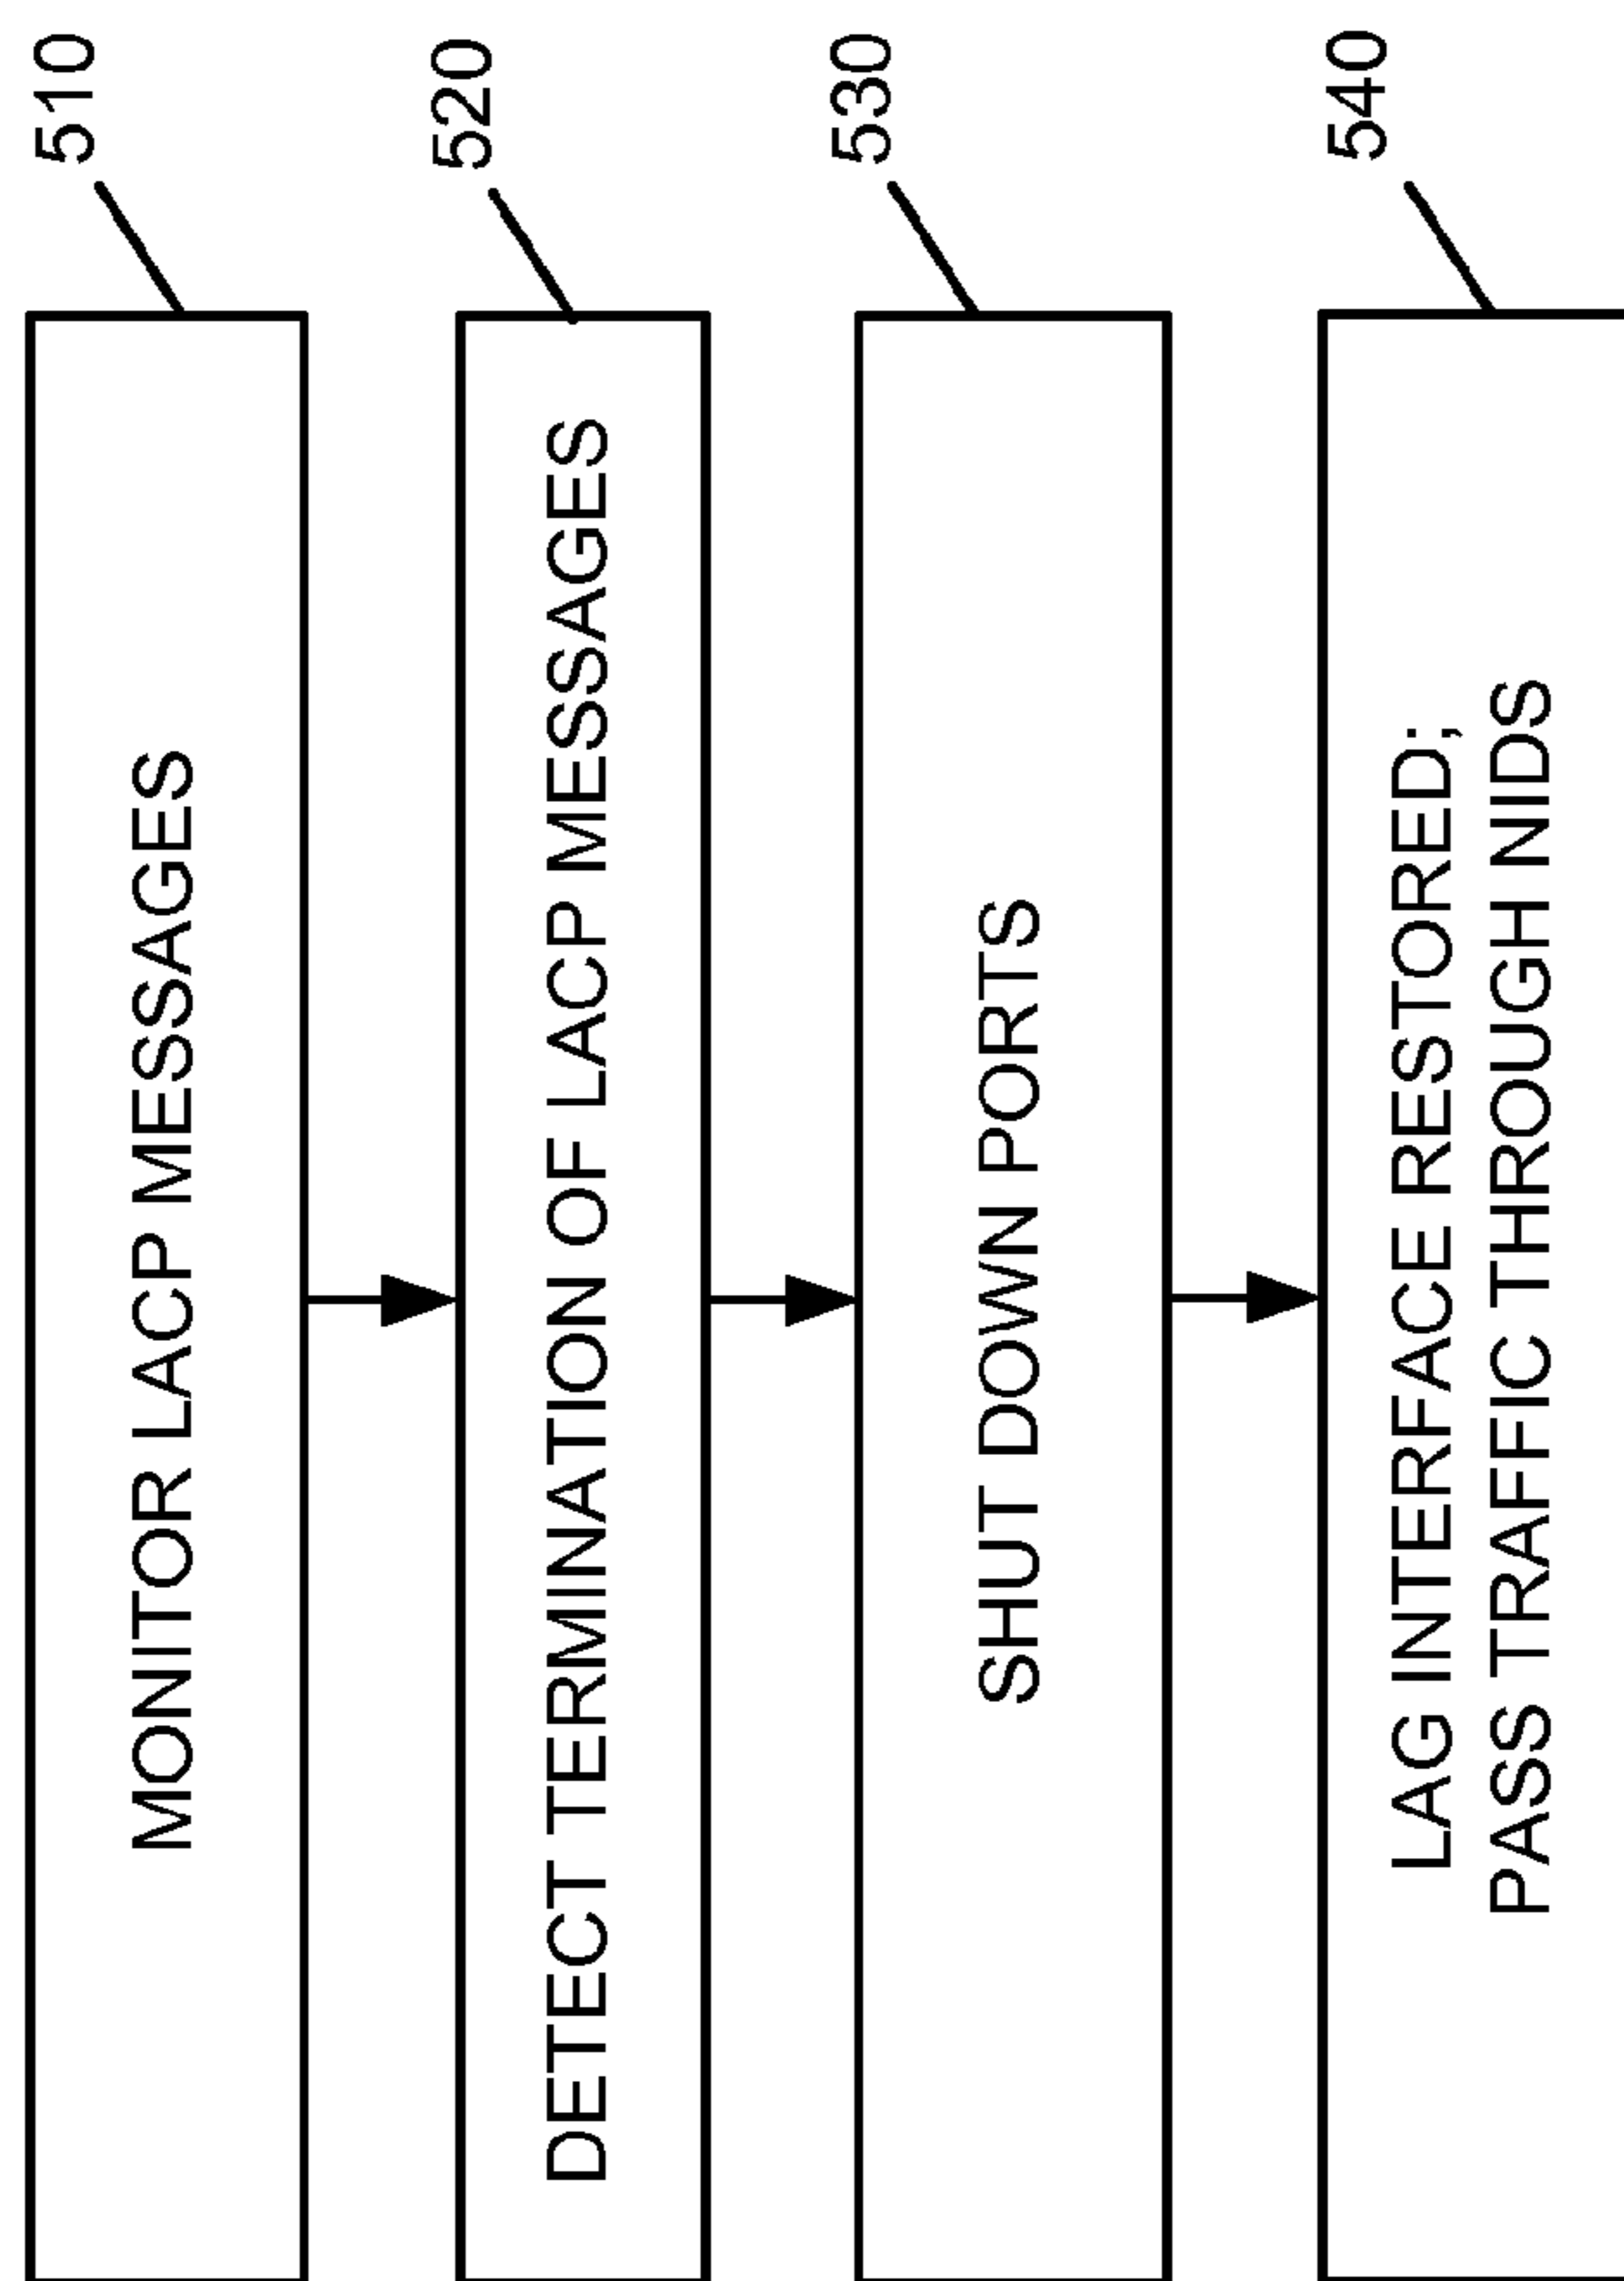 MONITOR LACP MESSAGES
510
DETECT TERMINATION OF LACP MESSAGES
520
SHUT DOWN PORTS
530
LAG INTERFACE RESTORED;
PASS TRAFFIC THROUGH NIDS
540